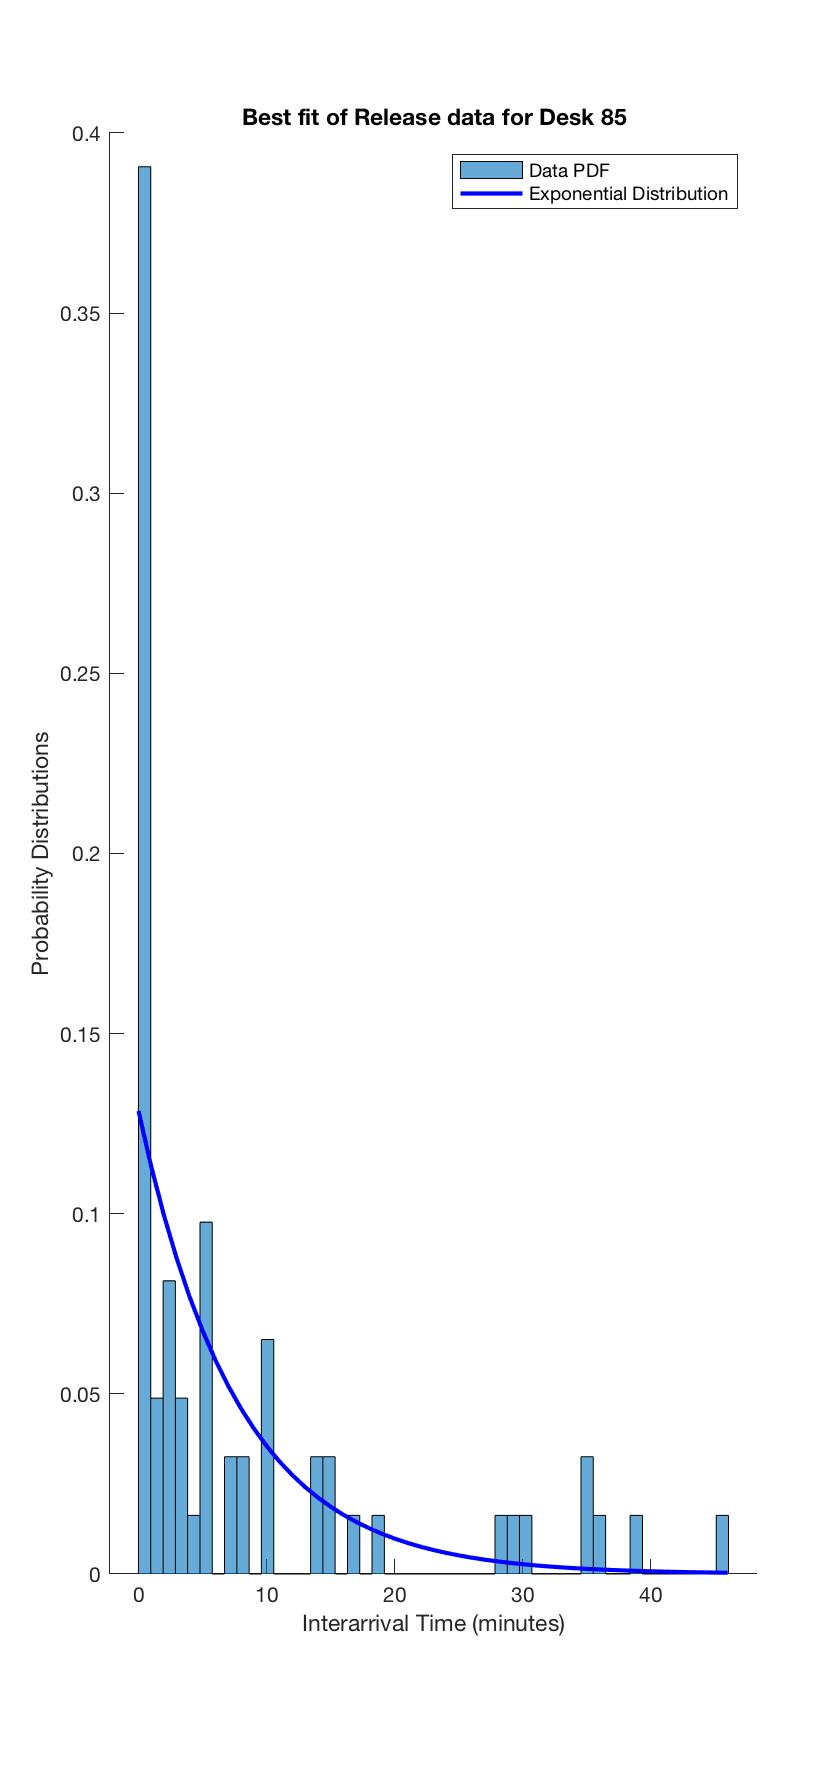 Best fit of Release data for Desk 85
Data PDF
Exponential Distribution
0.4
0.35
0.3
0.25
0.2
0.15
0.1
0.05
0
Probability Distributions
0 10 20 30 40
Interarrival Time (minutes)